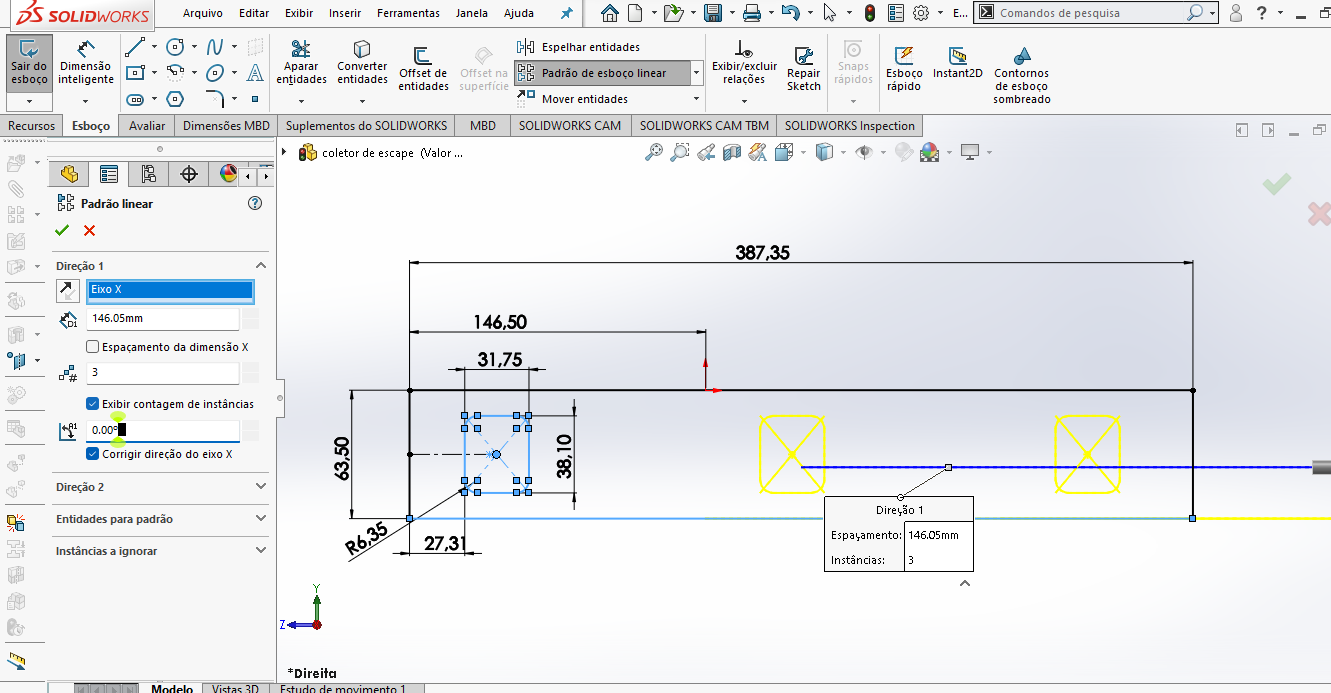 SOLIDWORKS
Arquivo Editar Exibir Inserir Ferramentas Janela Ajuda
E...
Comandos de pesquisa
?
Sair do esboço
Dimensão inteligente
Aparar entidades
Converter entidades
Offset de entidades
Offset na superfície
Espelhar entidades
Padrão de esboço linear
Mover entidades
Exibir/excluir relações
Repair Sketch
Snaps rápidos
Esboço rápido
Instant2D
Contornos de esboço sombreado
Recursos Esboço Avaliar Dimensões MBD Suplementos do SOLIDWORKS MBD SOLIDWORKS CAM SOLIDWORKS CAM TBM SOLIDWORKS Inspection
coletor de escape (Valor ...
Padrão linear
?
Direção 1
Eixo X
D1
146.05mm
Espaçamento da dimensão X
#
3
Exibir contagem de instâncias
A1
0.00°
Corrigir direção do eixo X
Direção 2
Entidades para padrão
Instâncias a ignorar
387,35
146,50
31,75
63,50
38,10
R6,35
27,31
Direção 1
Espaçamento: 146.05mm
Instâncias: 3
Y
Z
*Direita
Modelo Vistas 3D Estudo de movimento 1